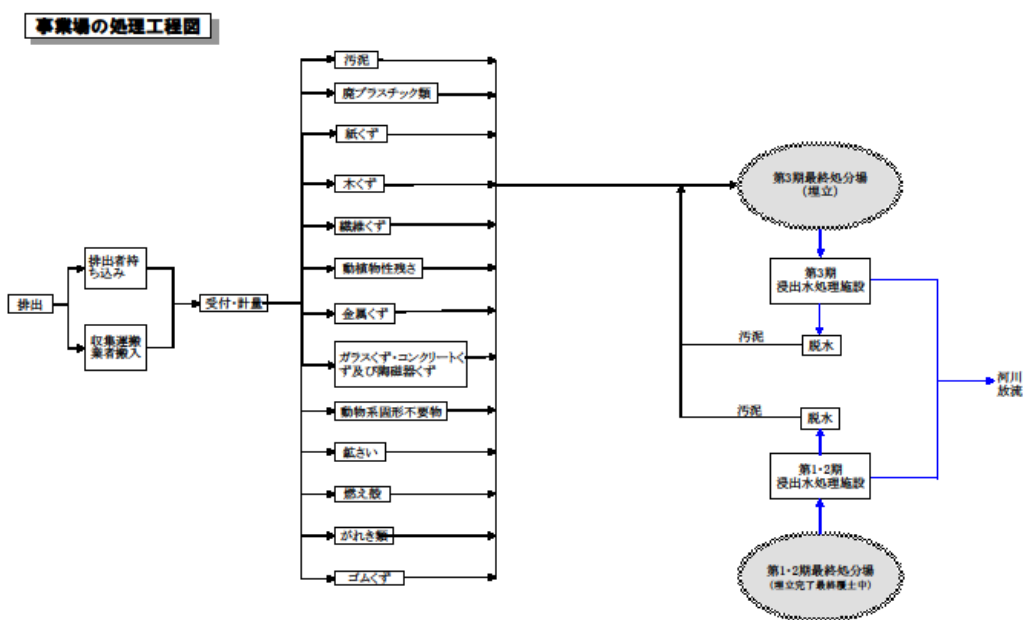 事業場の処理工程図
排出
排出者持
ち込み
収集運搬
業者搬入
受付・計量
汚泥
廃プラスチック類
紙くず
木くず
繊維くず
動植物性残さ
金属くず
ガラスくず・コンクリートく
ず及び陶磁器くず
動物系固形不要物
鉱さい
燃え殻
がれき類
ゴムくず
第3期最終処分場
(埋立)
第3期
浸出水処理施設
汚泥
脱水
河川
放流
汚泥
脱水
第1・2期
浸出水処理施設
第1・2期最終処分場
(埋立完了最終覆土中)